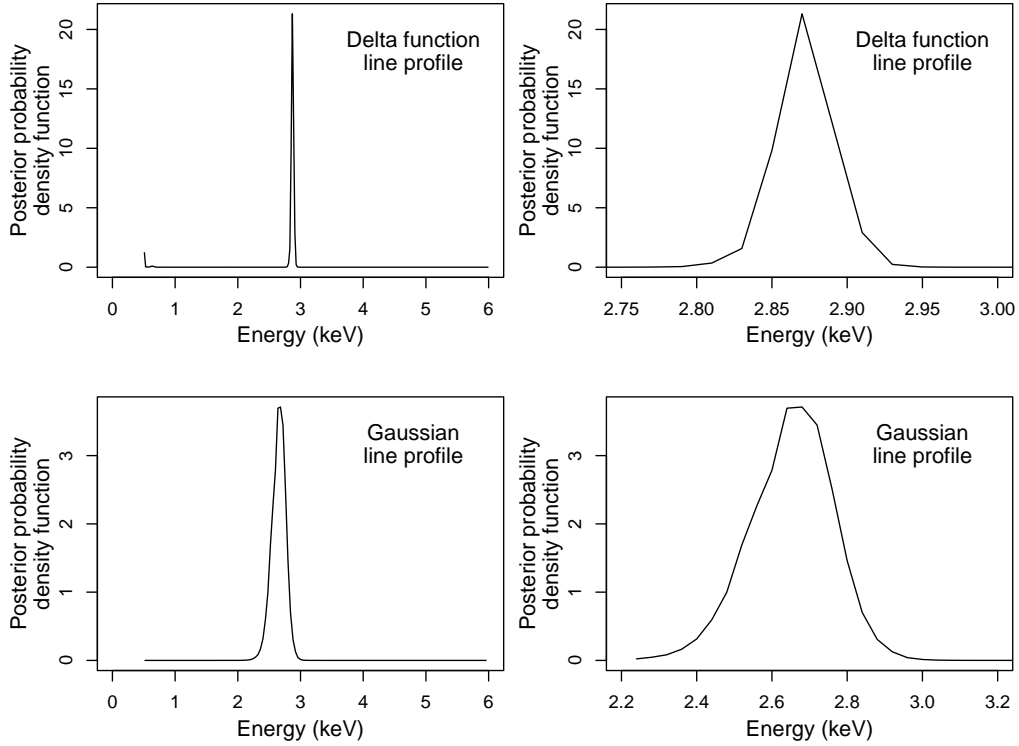 Posterior probability
density function
0
5
10
15
20
Delta function
line profile
0 1 2 3 4 5 6
Energy (keV)
Posterior probability
density function
0
5
10
15
20
Delta function
line profile
2.75 2.80 2.85 2.90 2.95 3.00
Energy (keV)
Posterior probability
density function
0
1
2
3
Gaussian
line profile
0 1 2 3 4 5 6
Energy (keV)
Posterior probability
density function
0
1
2
3
Gaussian
line profile
2.2 2.4 2.6 2.8 3.0 3.2
Energy (keV)